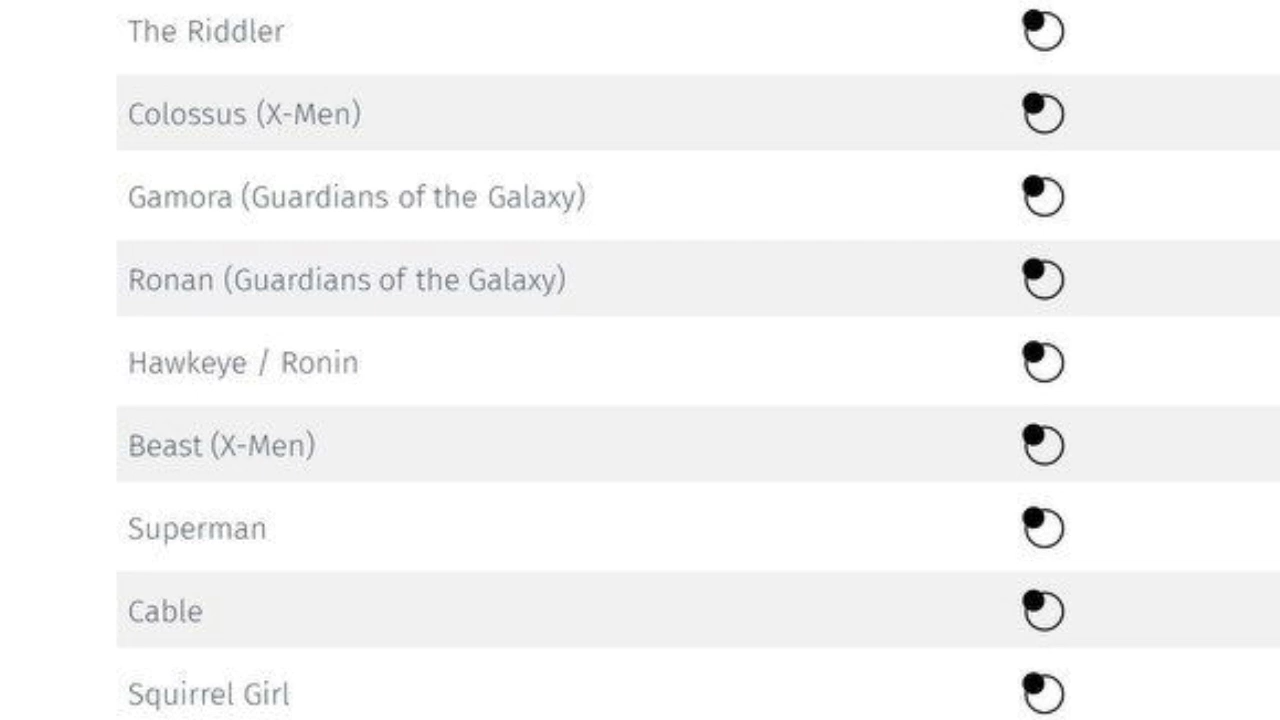 The Riddler
Colossus (X-Men)
Gamora (Guardians of the Galaxy)
Ronan (Guardians of the Galaxy)
Hawkeye / Ronin
Beast (X-Men)
Superman
Cable
Squirrel Girl